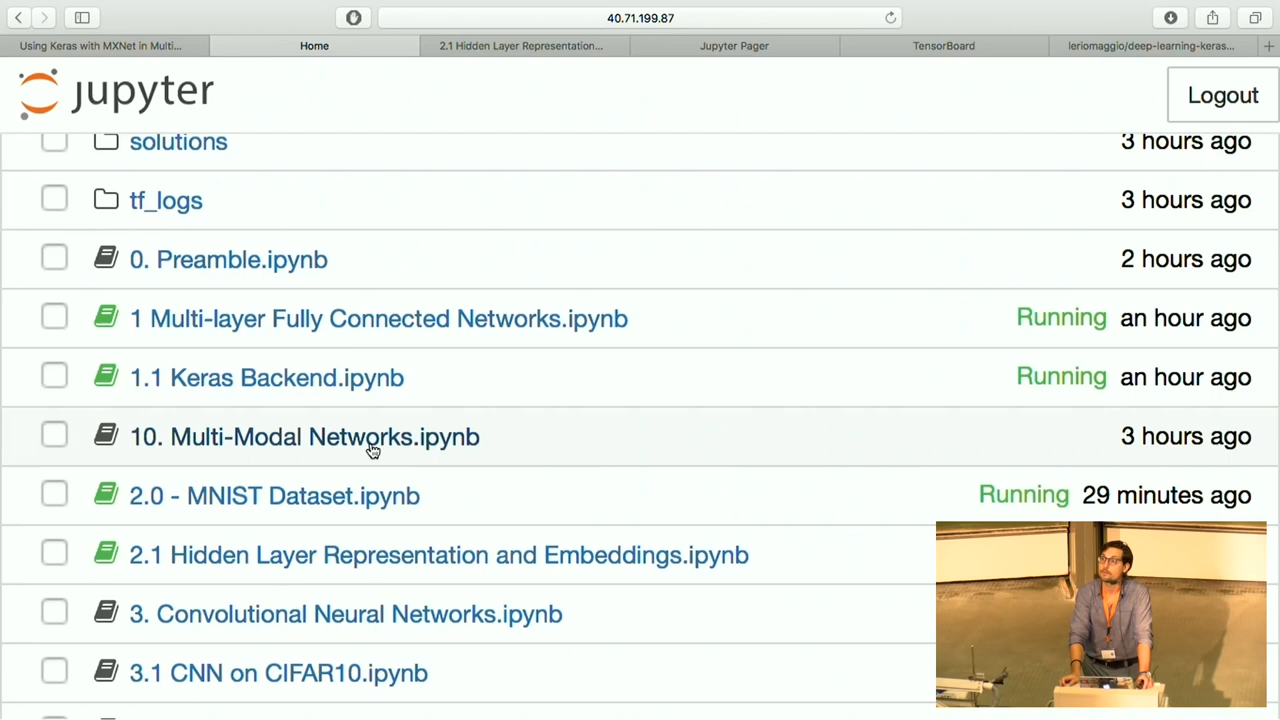 40.71.199.87
Using Keras with MXNet in Multi...
Home
2.1 Hidden Layer Representation...
Jupyter Pager
TensorBoard
leriomaggio/deep-learning-keras...
jupyter
Logout
solutions 3 hours ago
tf_logs 3 hours ago
0. Preamble.ipynb 2 hours ago
1 Multi-layer Fully Connected Networks.ipynb Running an hour ago
1.1 Keras Backend.ipynb Running an hour ago
10. Multi-Modal Networks.ipynb 3 hours ago
2.0 - MNIST Dataset.ipynb Running 29 minutes ago
2.1 Hidden Layer Representation and Embeddings.ipynb
3. Convolutional Neural Networks.ipynb
3.1 CNN on CIFAR10.ipynb